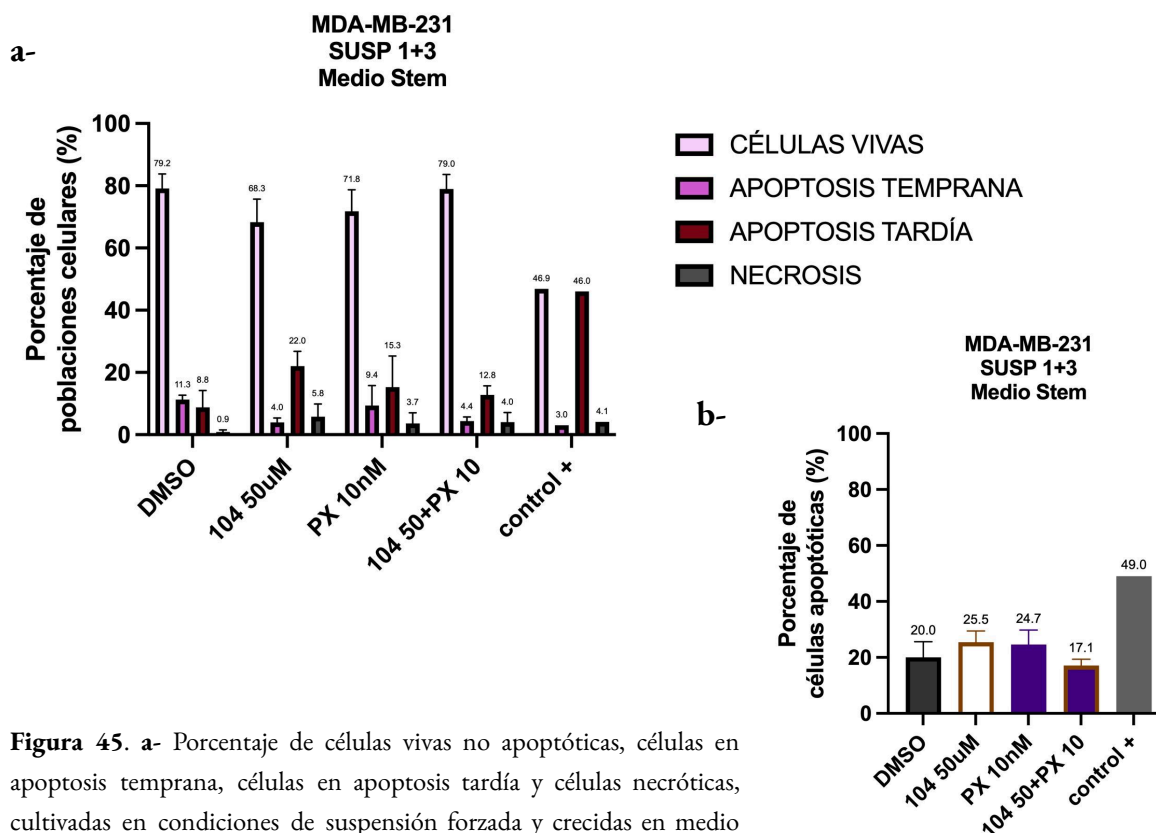 a-
MDA-MB-231
SUSP 1+3
Medio Stem
Porcentaje de
poblaciones celulares (%)
100
80
60
40
20
0
79.2
11.3
8.8
0.9
68.3
4.0
22.0
5.8
71.8
9.4
15.3
3.7
79.0
4.4
12.8
4.0
46.9
3.0
46.0
4.1
DMSO
104 50uM
PX 10nM
104 50+PX 10
control +
CÉLULAS VIVAS
APOPTOSIS TEMPRANA
APOPTOSIS TARDÍA
NECROSIS
b-
MDA-MB-231
SUSP 1+3
Medio Stem
Porcentaje de
células apoptóticas (%)
100
80
60
40
20
0
20.0
25.5
24.7
17.1
49.0
DMSO
104 50uM
PX 10nM
104 50+PX 10
control +
Figura 45. a- Porcentaje de células vivas no apoptóticas, células en
apoptosis temprana, células en apoptosis tardía y células necróticas,
cultivadas en condiciones de suspensión forzada y crecidas en medio